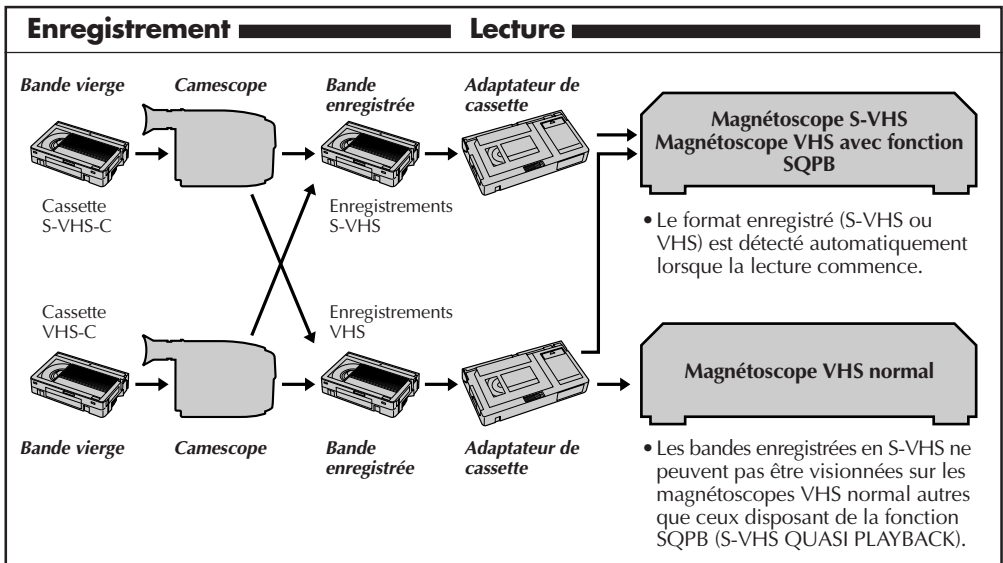 Enregistrement
Lecture
Bande vierge
Camescope
Bande
enregistrée
Adaptateur de
cassette
Cassette
S-VHS-C
Enregistrements
S-VHS
Magnétoscope S-VHS
Magnétoscope VHS avec fonction
SQPB
• Le format enregistré (S-VHS ou
VHS) est détecté automatiquement
lorsque la lecture commence.
Cassette
VHS-C
Enregistrements
VHS
Bande vierge
Camescope
Bande
enregistrée
Adaptateur de
cassette
Magnétoscope VHS normal
• Les bandes enregistrées en S-VHS ne
peuvent pas être visionnées sur les
magnétoscopes VHS normal autres
que ceux disposant de la fonction
SQPB (S-VHS QUASI PLAYBACK).